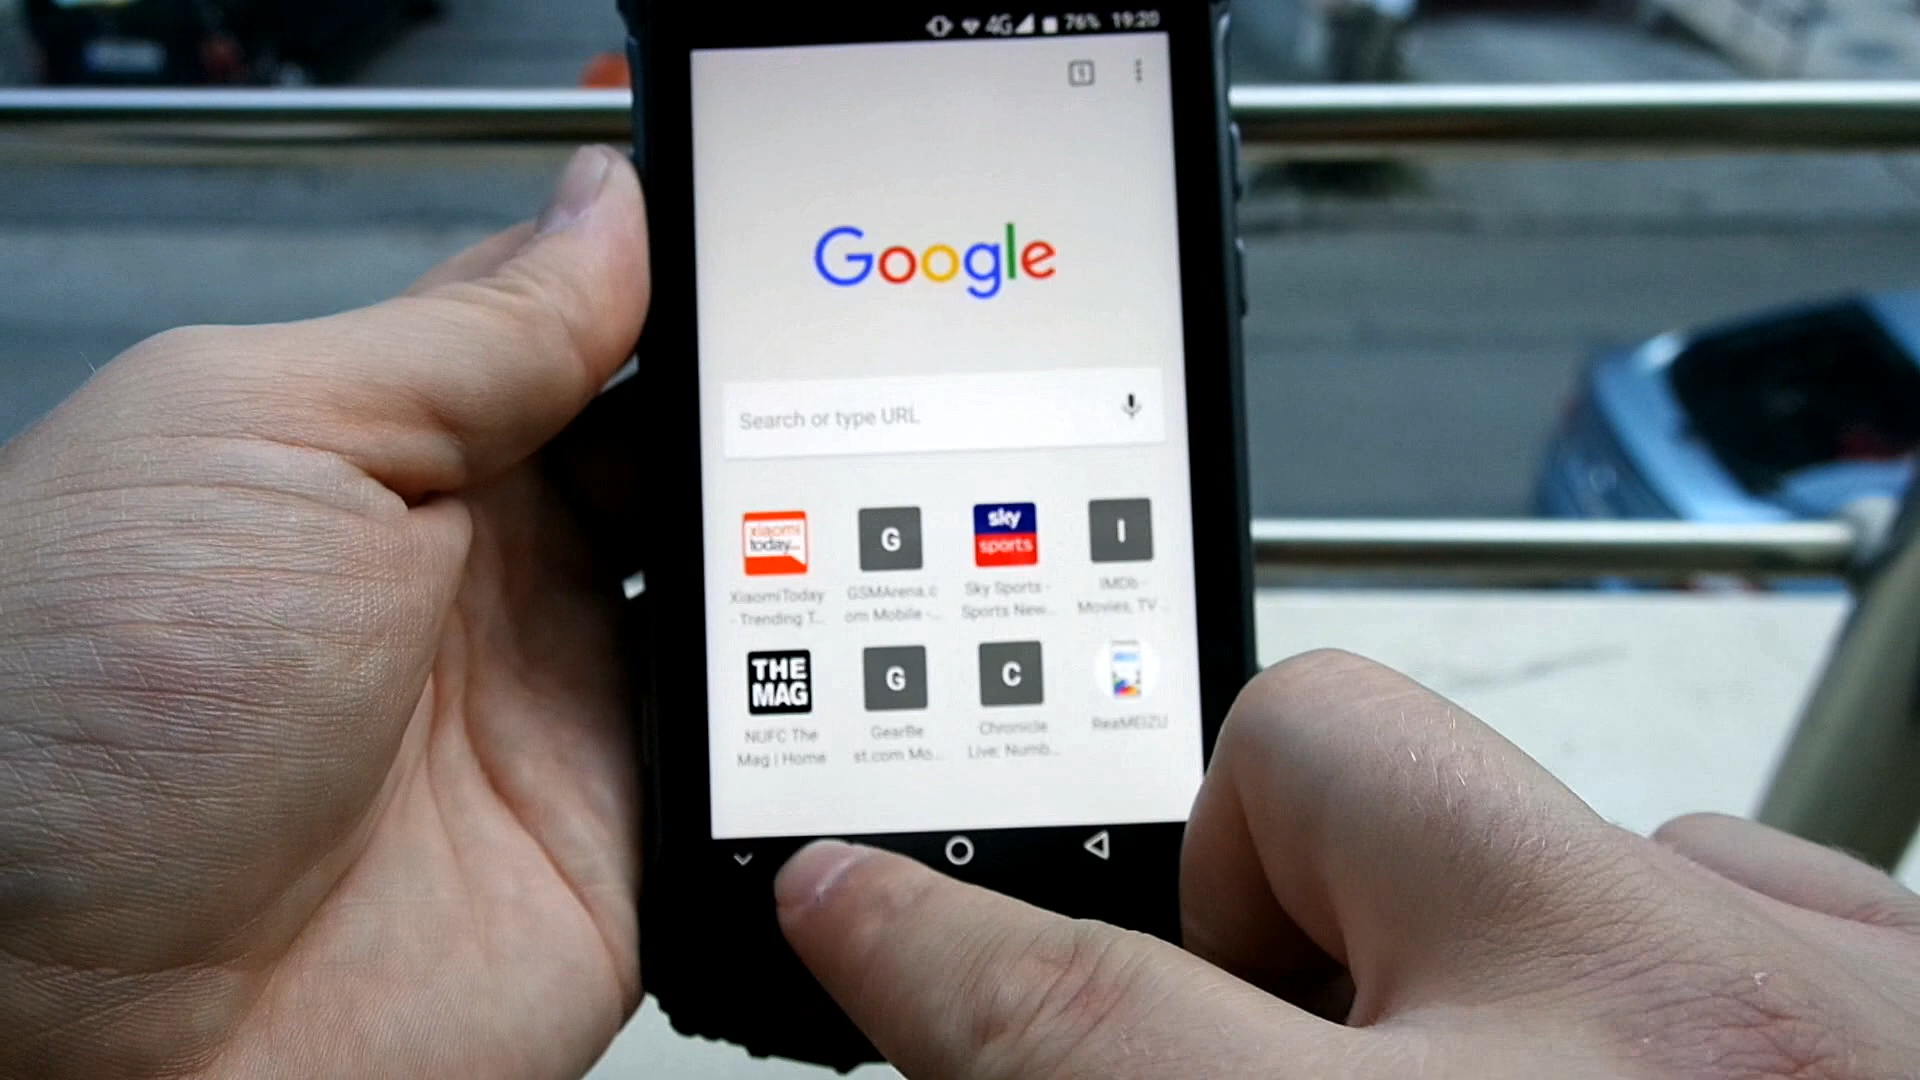 4G 76% 19:20
1
Google
Search or type URL
xiaomi
today...
G
sky
sports
I
XiaomiToday
- Trending T...
GSMArena.c
om Mobile -...
Sky Sports -
Sports New...
IMDb -
Movies, TV...
THE
MAG
G
C
NUFC The
Mag | Home
GearBe
st.com Mo...
Chronicle
Live: Numb...
ReaMEIZU